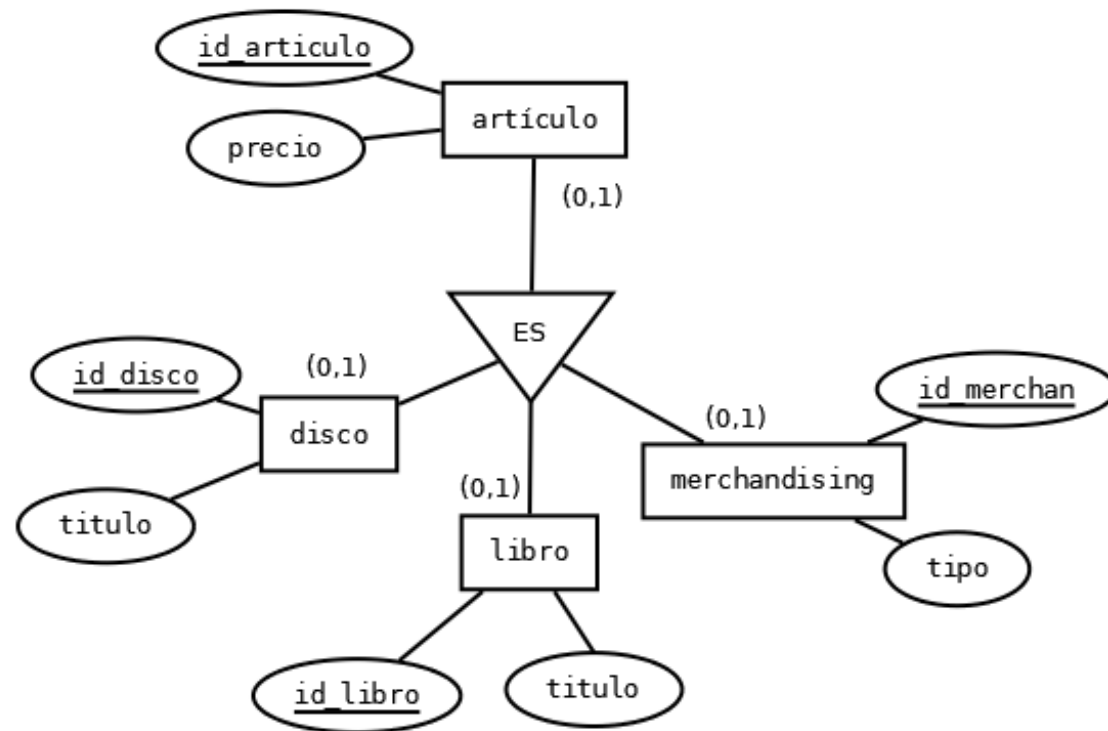 id_articulo
artículo
precio
(0,1)
ES
(0,1)
id_disco
disco
titulo
(0,1)
id_merchan
merchandising
tipo
(0,1)
libro
id_libro
titulo